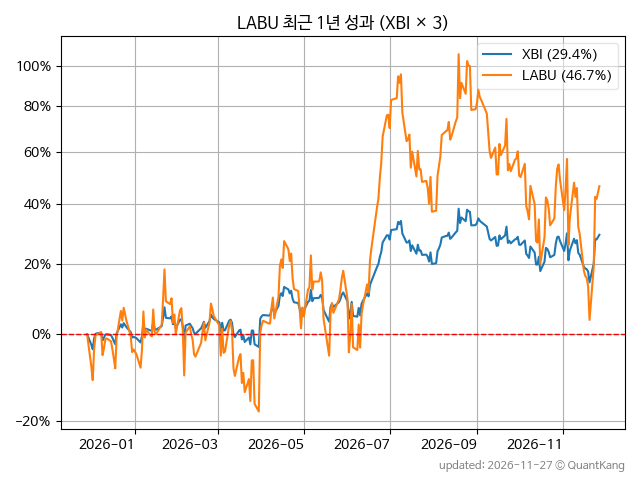 LABU 최근 1년 성과 (XBI × 3)
XBI (29.4%)
LABU (46.7%)
100%
80%
60%
40%
20%
0%
−20%
2026-01 2026-03 2026-05 2026-07 2026-09 2026-11
updated: 2026-11-27 © QuantKang